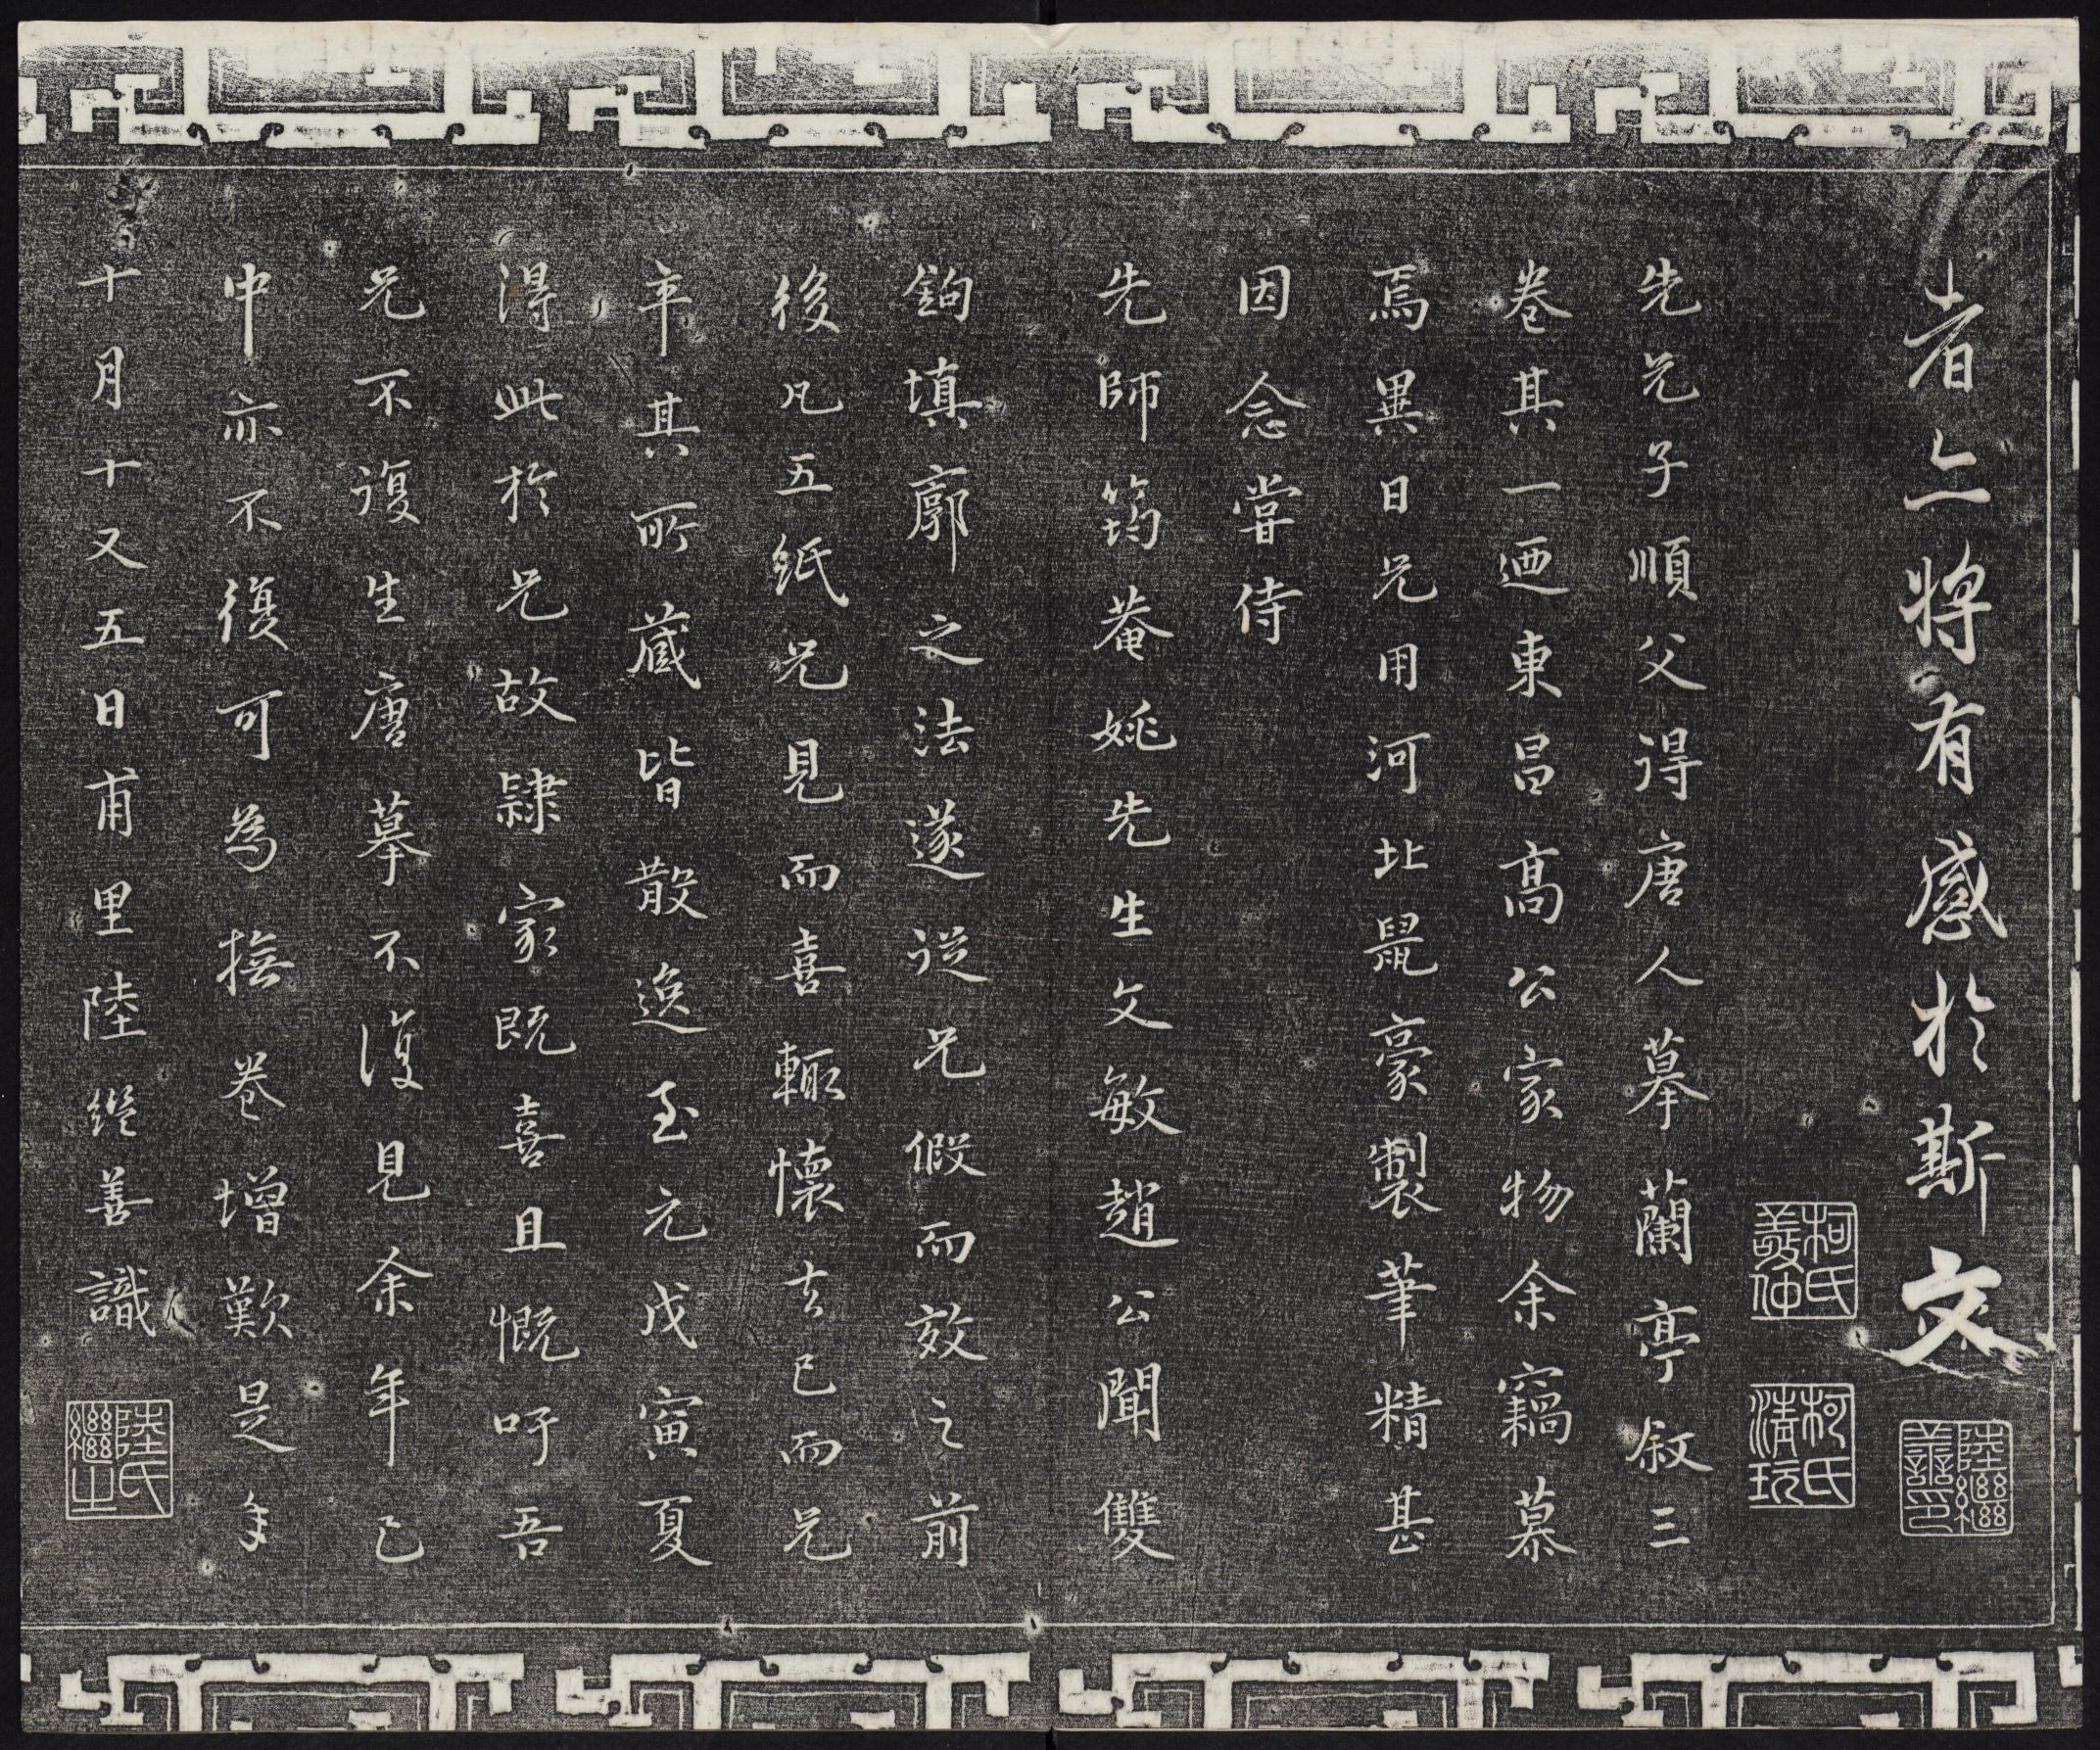 者亦將有感於斯文
陸繼善印
柯氏敬仲
柯氏清玩
先兄子順父得唐人摹蘭亭叙三
卷其一迺東昌高公家物余竊慕
焉異日兄用河北鼠豪製筆精甚
因念嘗侍
先師筠菴姚先生文敏趙公聞雙
鉤填廓之法遂從兄假而效之前
後凡五紙兄見而喜輒懷去已而兄
卒其所藏皆散逸至元戊寅夏
得此於兄故隸家既喜且慨吁吾
兄不復生唐摹不復見余年已
中亦不復可為撫卷增歎是年
十月十又五日甫里陸繼善識
陸氏繼之